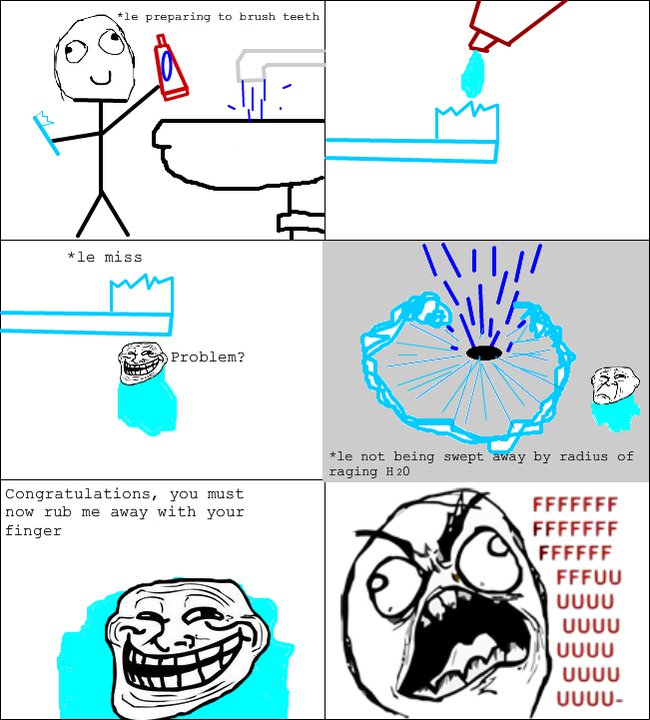 *le preparing to brush teeth
*le miss
Problem?
*le not being swept away by radius of
raging H2O
Congratulations, you must
now rub me away with your
finger
FFFFFFF
FFFFFFF
FFFFFF
FFFUU
UUUU
UUUU
UUUU
UUUU
UUUU-